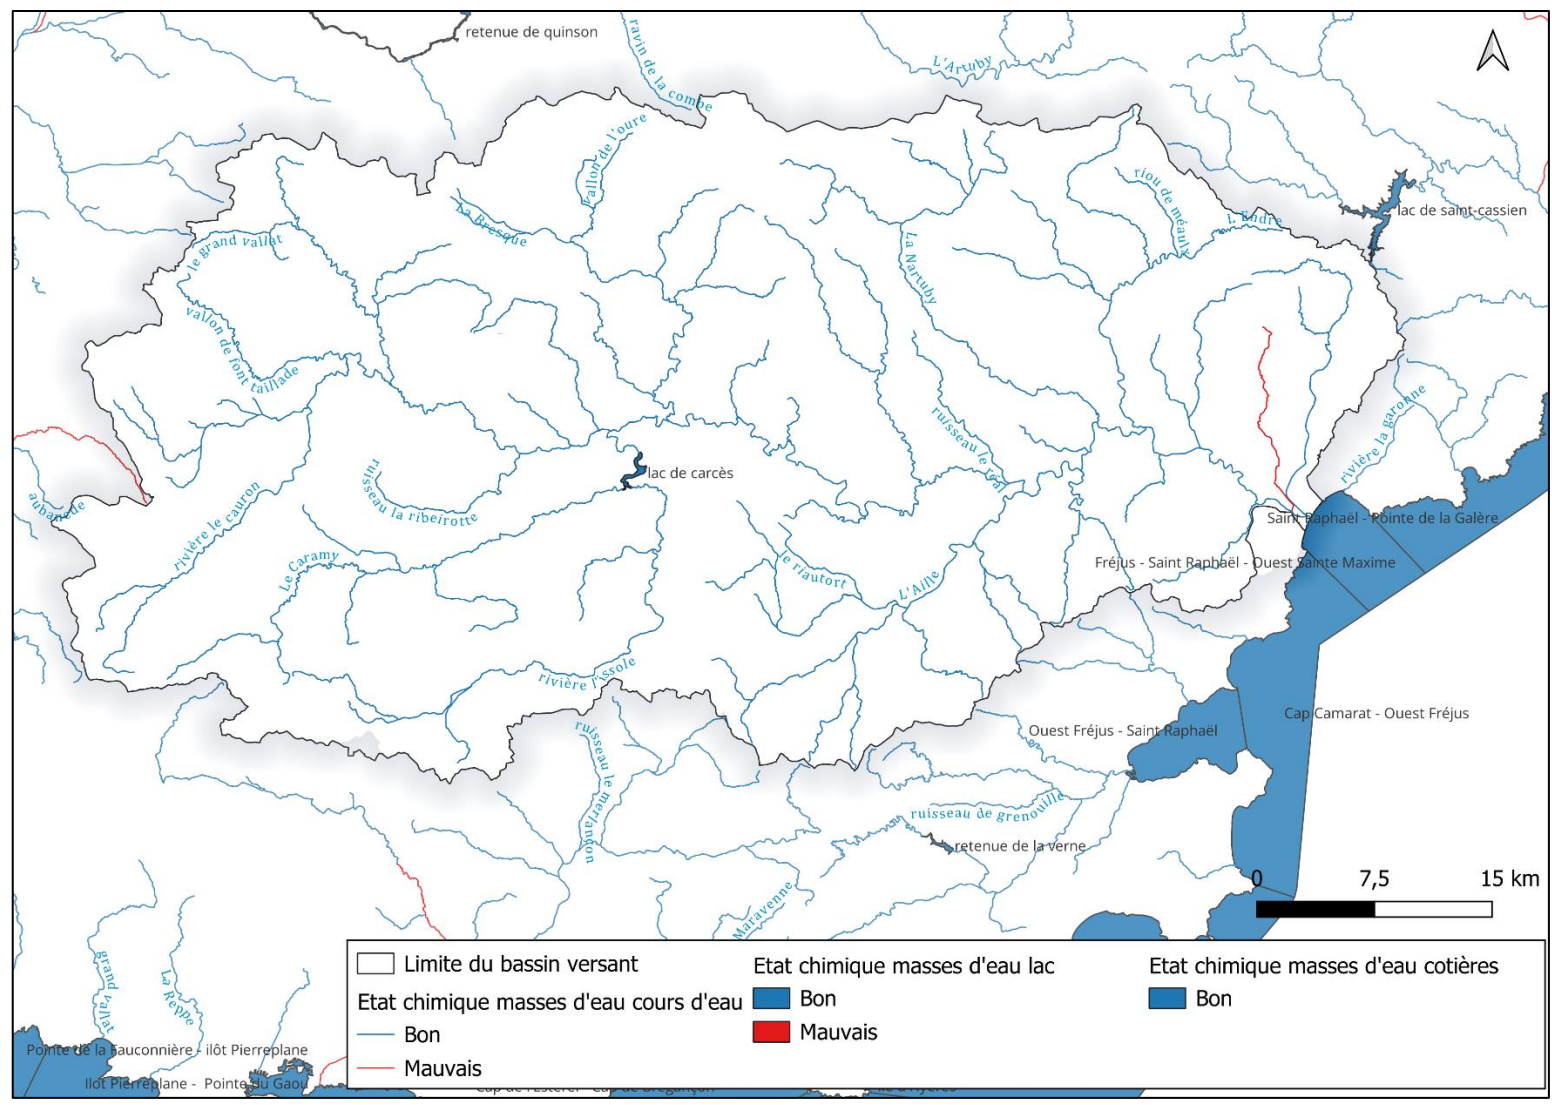 retenue de quinson
ravin de la combe
L'Artuby
vallon de l'oure
riou de méaulx
lac de saint-cassien
La Bresque
L'Endre
le grand vallat
La Nartuby
vallon de font taillade
rivière la garonne
ruisseau le réal
lac de carcès
ruisseau la ribeirotte
rivière le cauron
aubanede
Saint Raphaël - Pointe de la Galère
Le Caramy
le riautort
L'Aille
Fréjus - Saint Raphaël - Ouest Sainte Maxime
rivière l'issole
Cap Camarat - Ouest Fréjus
Ouest Fréjus - Saint Raphaël
ruisseau le merlançon
ruisseau de grenouille
retenue de la verne
0 7,5 15 km
Maravenne
grand vallat
La Reppe
Limite du bassin versant
Etat chimique masses d'eau cours d'eau
Bon
Mauvais
Etat chimique masses d'eau lac
Bon
Mauvais
Etat chimique masses d'eau cotières
Bon
Pointe de la Fauconnière - ilôt Pierreplane
Ilot Pierreplane - Pointe du Gaou